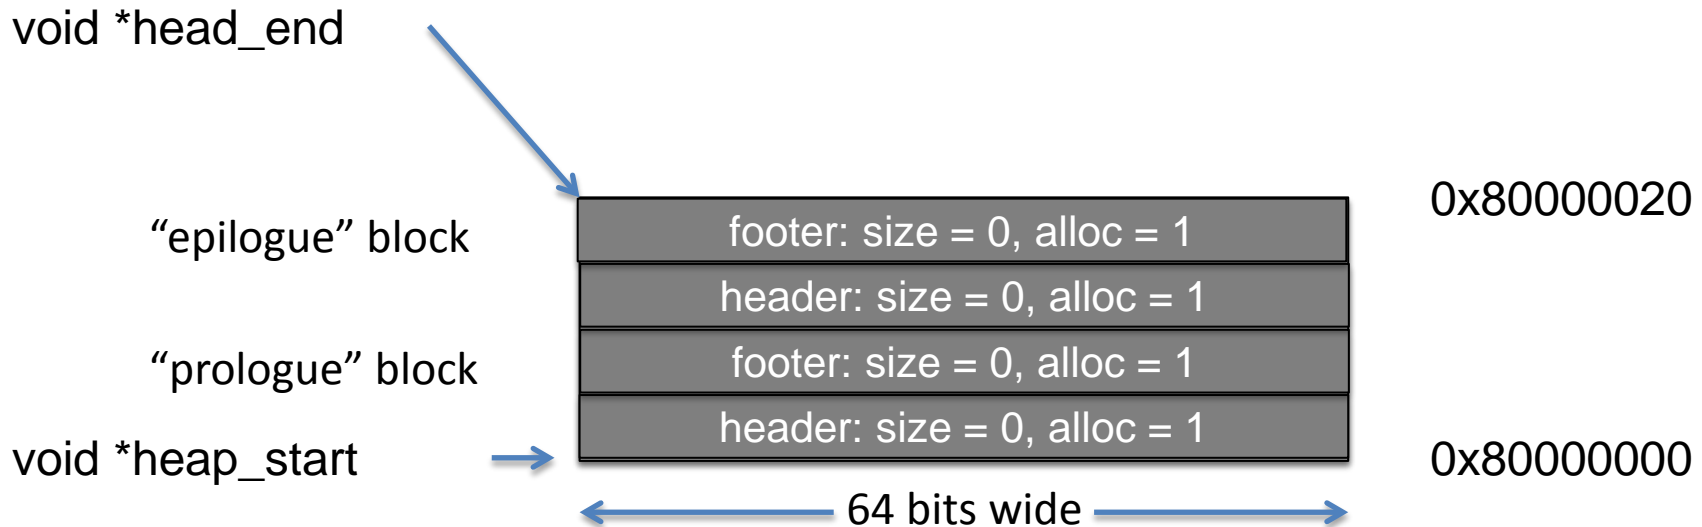 void *head_end
0x80000020
“epilogue” block
footer: size = 0, alloc = 1
header: size = 0, alloc = 1
“prologue” block
footer: size = 0, alloc = 1
header: size = 0, alloc = 1
void *heap_start
0x80000000
64 bits wide